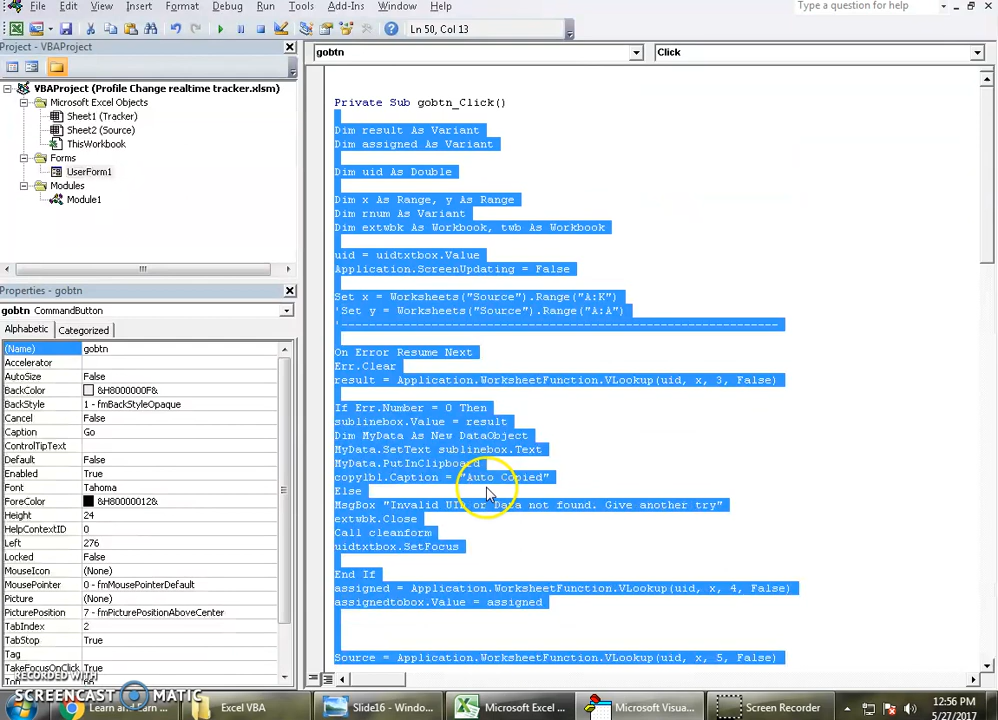 File Edit View Insert Format Debug Run Tools Add-Ins Window Help Type a question for help
Ln 50, Col 13
Project - VBAProject
gobtn Click
VBAProject (Profile Change realtime tracker.xlsm)
Microsoft Excel Objects
Sheet1 (Tracker)
Sheet2 (Source)
ThisWorkbook
Forms
UserForm1
Modules
Module1
Properties - gobtn
gobtn CommandButton
Alphabetic Categorized
(Name) gobtn
Accelerator
AutoSize False
BackColor &H8000000F&
BackStyle 1 - fmBackStyleOpaque
Cancel False
Caption Go
ControlTipText
Default False
Enabled True
Font Tahoma
ForeColor &H80000012&
Height 24
HelpContextID 0
Left 276
Locked False
MouseIcon (None)
MousePointer 0 - fmMousePointerDefault
Picture (None)
PicturePosition 7 - fmPicturePositionAboveCenter
TabIndex 2
TabStop True
Tag
TakeFocusOnClick True
Private Sub gobtn_Click()
Dim result As Variant
Dim assigned As Variant
Dim uid As Double
Dim x As Range, y As Range
Dim rnum As Variant
Dim extwbk As Workbook, twb As Workbook
uid = uidtxtbox.Value
Application.ScreenUpdating = False
Set x = Worksheets("Source").Range("A:K")
'Set y = Worksheets("Source").Range("A:A")
'---------------------------------------------------------------
On Error Resume Next
Err.Clear
result = Application.WorksheetFunction.VLookup(uid, x, 3, False)
If Err.Number = 0 Then
sublinebox.Value = result
Dim MyData As New DataObject
MyData.SetText sublinebox.Text
MyData.PutInClipboard
copylbl.Caption = "Auto Copied"
Else
MsgBox "Invalid UID or Data not found. Give another try"
extwbk.Close
Call cleanform
uidtxtbox.SetFocus
End If
assigned = Application.WorksheetFunction.VLookup(uid, x, 4, False)
assignedtobox.Value = assigned
Source = Application.WorksheetFunction.VLookup(uid, x, 5, False)
RECORDED WITH
SCREENCAST MATIC
Learn and Earn ... Excel VBA Slide16 - Window... Microsoft Excel ... Microsoft Visua... Screen Recorder
12:56 PM
5/27/2017